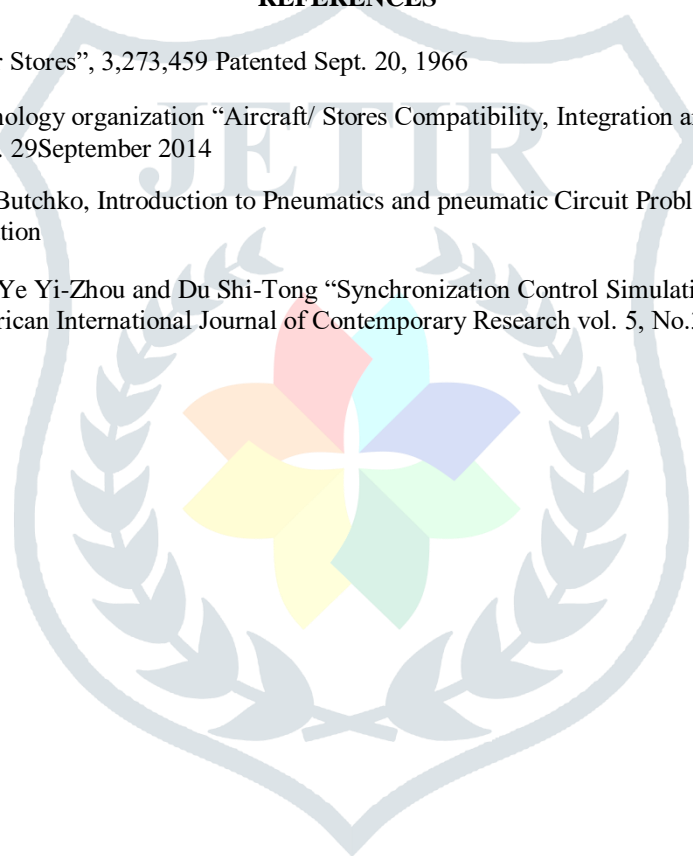 REFERENCES
r Stores”, 3,273,459 Patented Sept. 20, 1966
nology organization “Aircraft/ Stores Compatibility, Integration a
. 29September 2014
Butchko, Introduction to Pneumatics and pneumatic Circuit Probl
tion
Ye Yi-Zhou and Du Shi-Tong “Synchronization Control Simulati
rican International Journal of Contemporary Research vol. 5, No.
JETIR